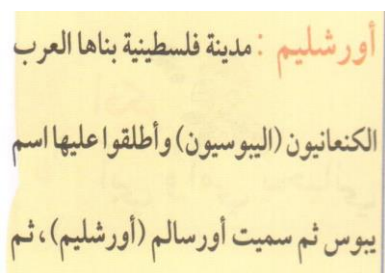 أورشليم : مدينة فلسطينية بناها العرب
الكنعانيون (اليبوسيون) وأطلقوا عليها اسم
يبوس ثم سميت أورسالم (أورشليم)، ثم